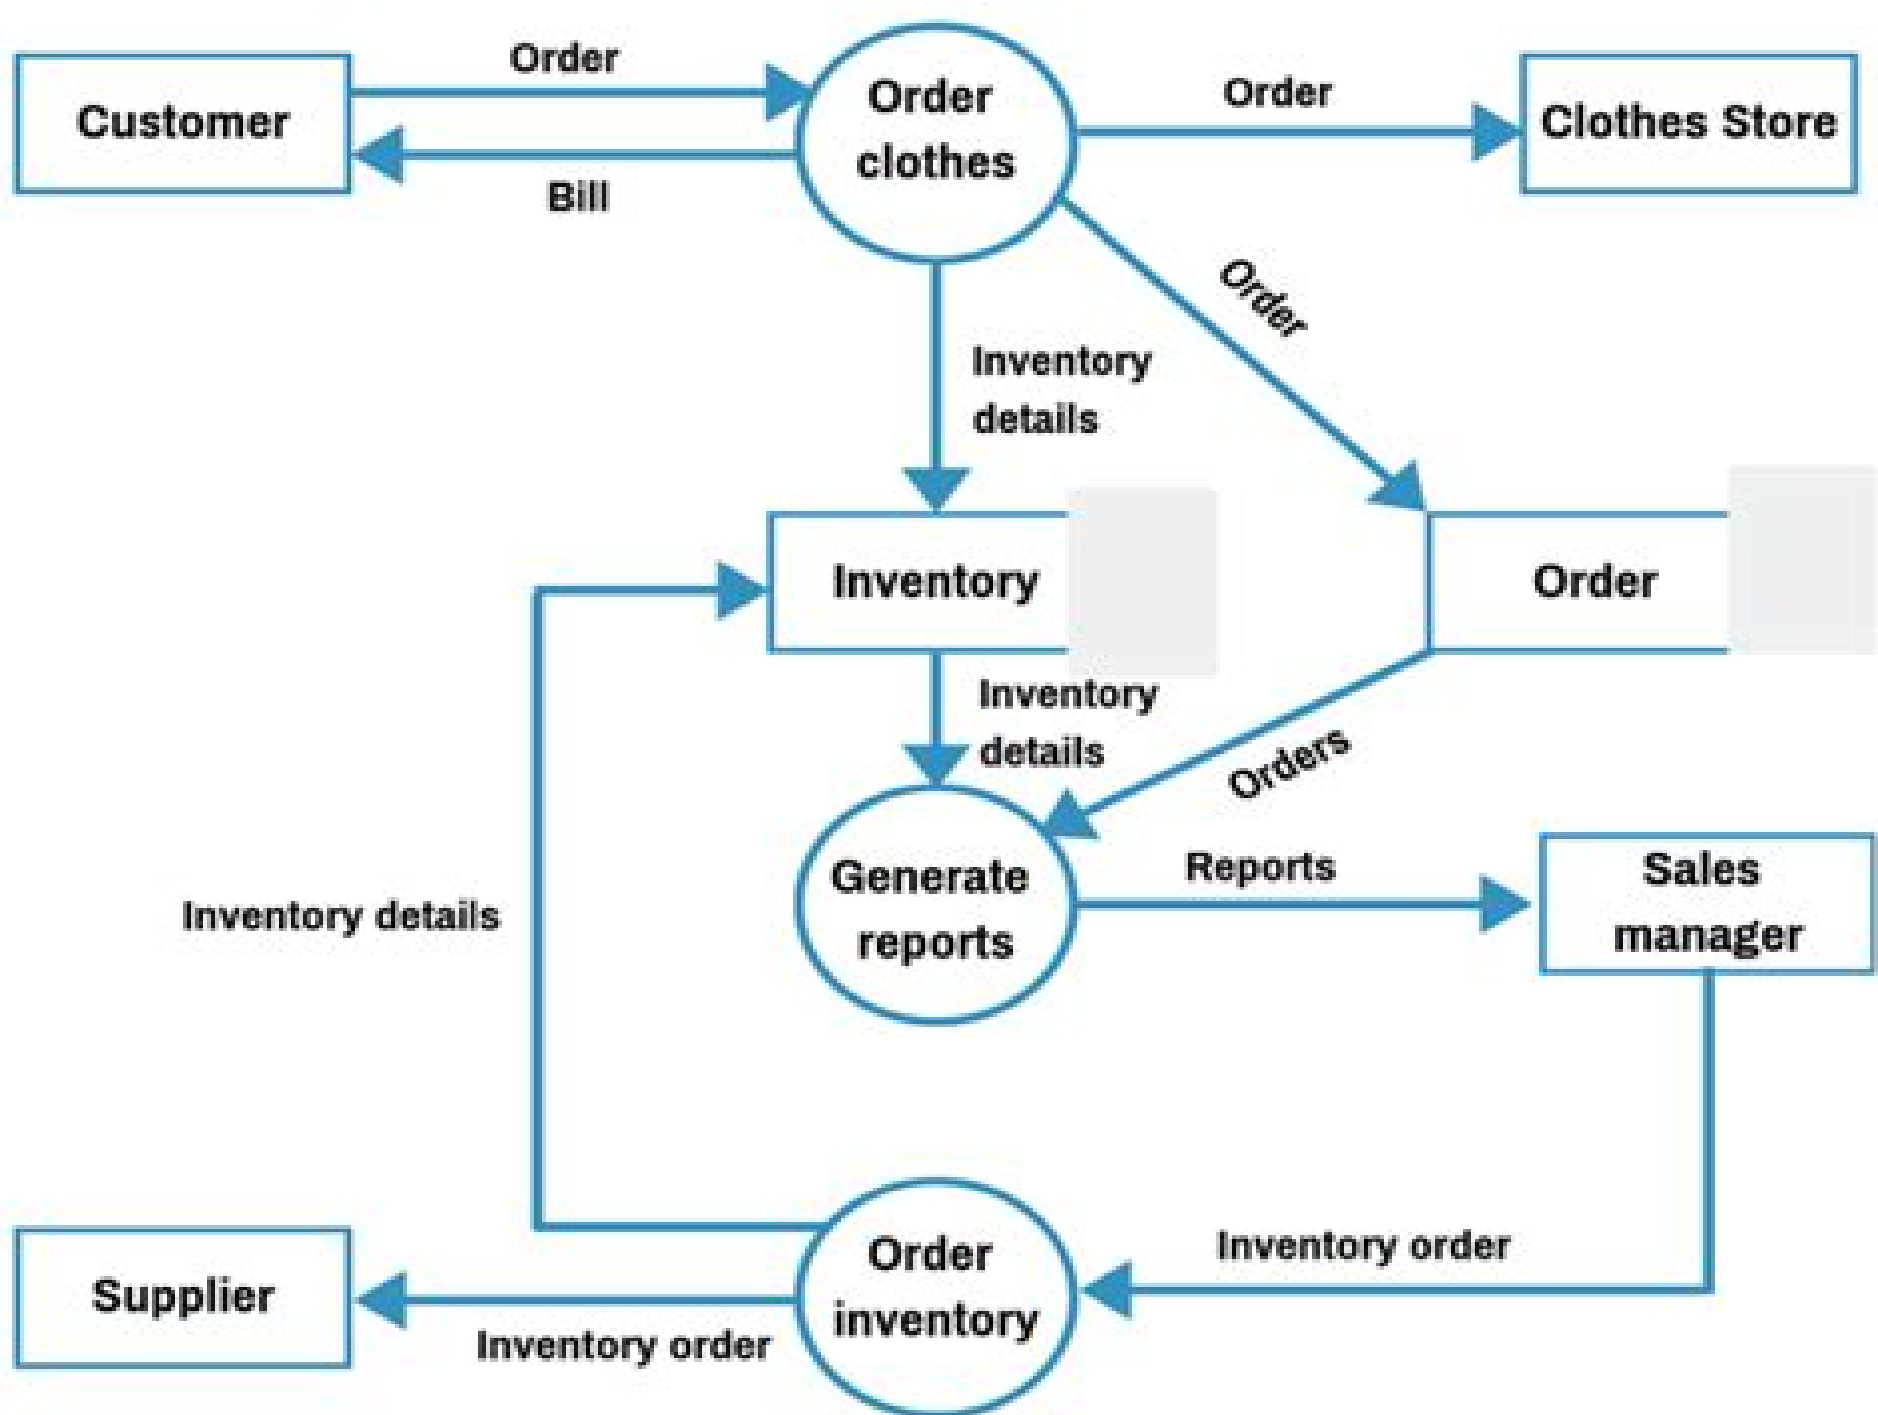 Order
Order
Order
clothes
Customer
Clothes Store
Bill
Order
Inventory
details
Inventory
Order
Inventory
details
Orders
Generate
reports
Reports
Sales
manager
Inventory details
Order
inventory
Inventory order
Supplier
Inventory order